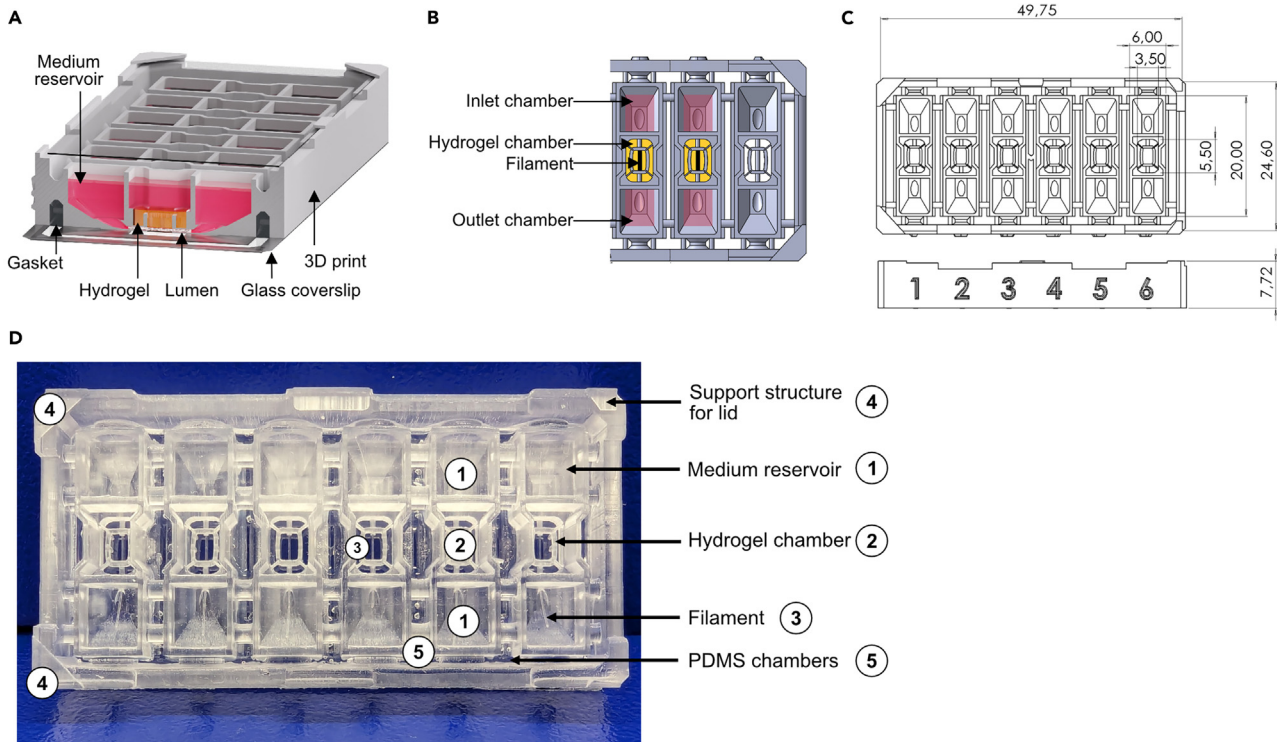 A
Medium
reservoir
Gasket
Hydrogel
Lumen
Glass coverslip
3D print
B
Inlet chamber
Hydrogel chamber
Filament
Outlet chamber
C
49,75
6,00
3,50
5,50
20,00
24,60
7,72
1 2 3 4 5 6
D
4
1
3
2
1
5
4
Support structure
for lid 4
Medium reservoir 1
Hydrogel chamber 2
Filament 3
PDMS chambers 5